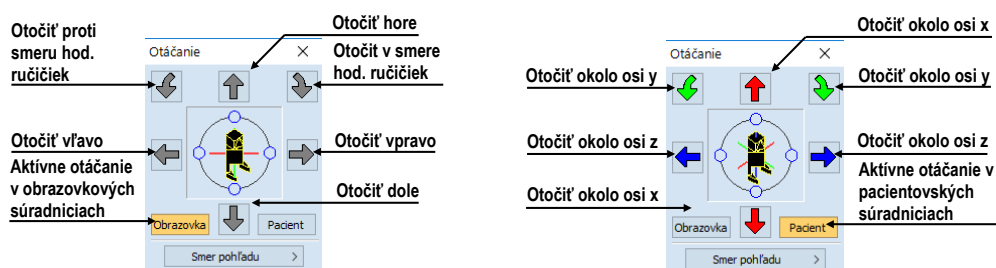 Otočiť proti
smeru hod.
ručičiek
Otočiť hore
Otočit v smere
hod. ručičiek
Otáčanie
Otočiť vľavo
Otočiť vpravo
Aktívne otáčanie
v obrazovkových
súradniciach
Otočiť dole
Obrazovka
Pacient
Smer pohľadu
Otočiť okolo osi x
Otáčanie
Otočiť okolo osi y
Otočiť okolo osi y
Otočiť okolo osi z
Otočiť okolo osi z
Otočiť okolo osi x
Aktívne otáčanie v
pacientovských
súradniciach
Obrazovka
Pacient
Smer pohľadu